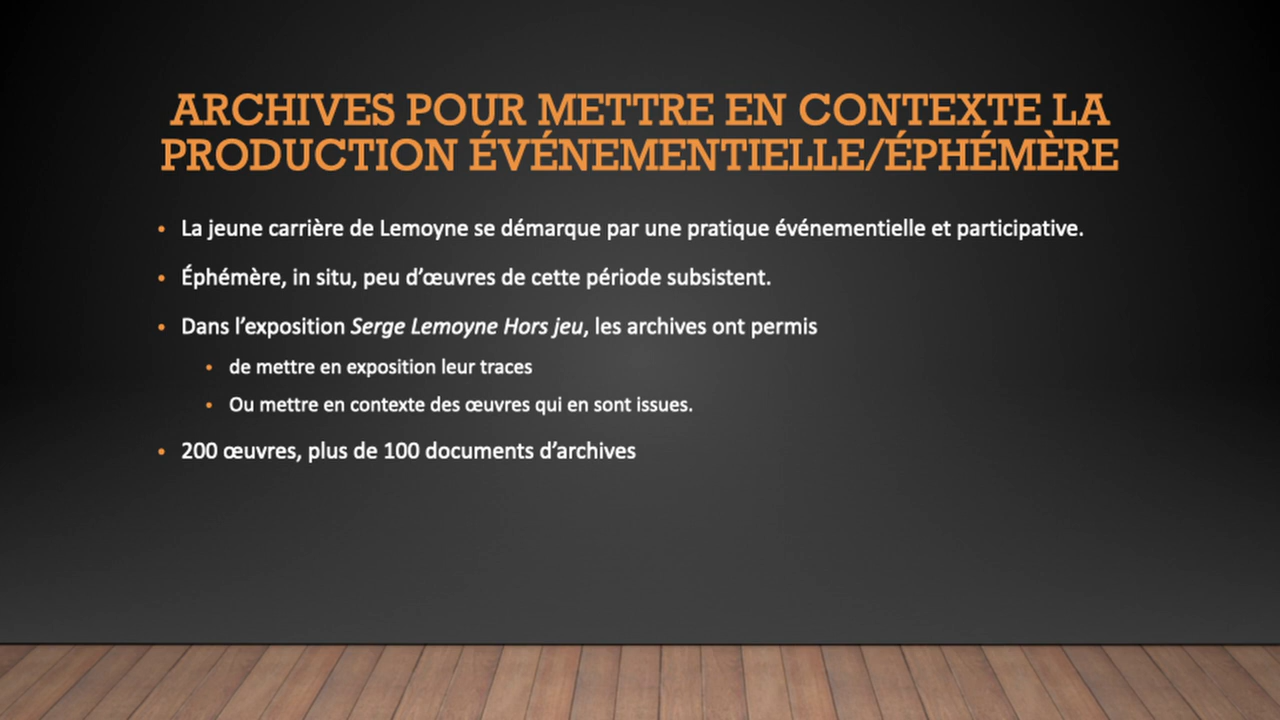 ARCHIVES POUR METTRE EN CONTEXTE LA
PRODUCTION ÉVÉNEMENTIELLE/ÉPHÉMÈRE
• La jeune carrière de Lemoyne se démarque par une pratique événementielle et participative.
• Éphémère, in situ, peu d’œuvres de cette période subsistent.
• Dans l’exposition Serge Lemoyne Hors jeu, les archives ont permis
• de mettre en exposition leur traces
• Ou mettre en contexte des œuvres qui en sont issues.
• 200 œuvres, plus de 100 documents d’archives